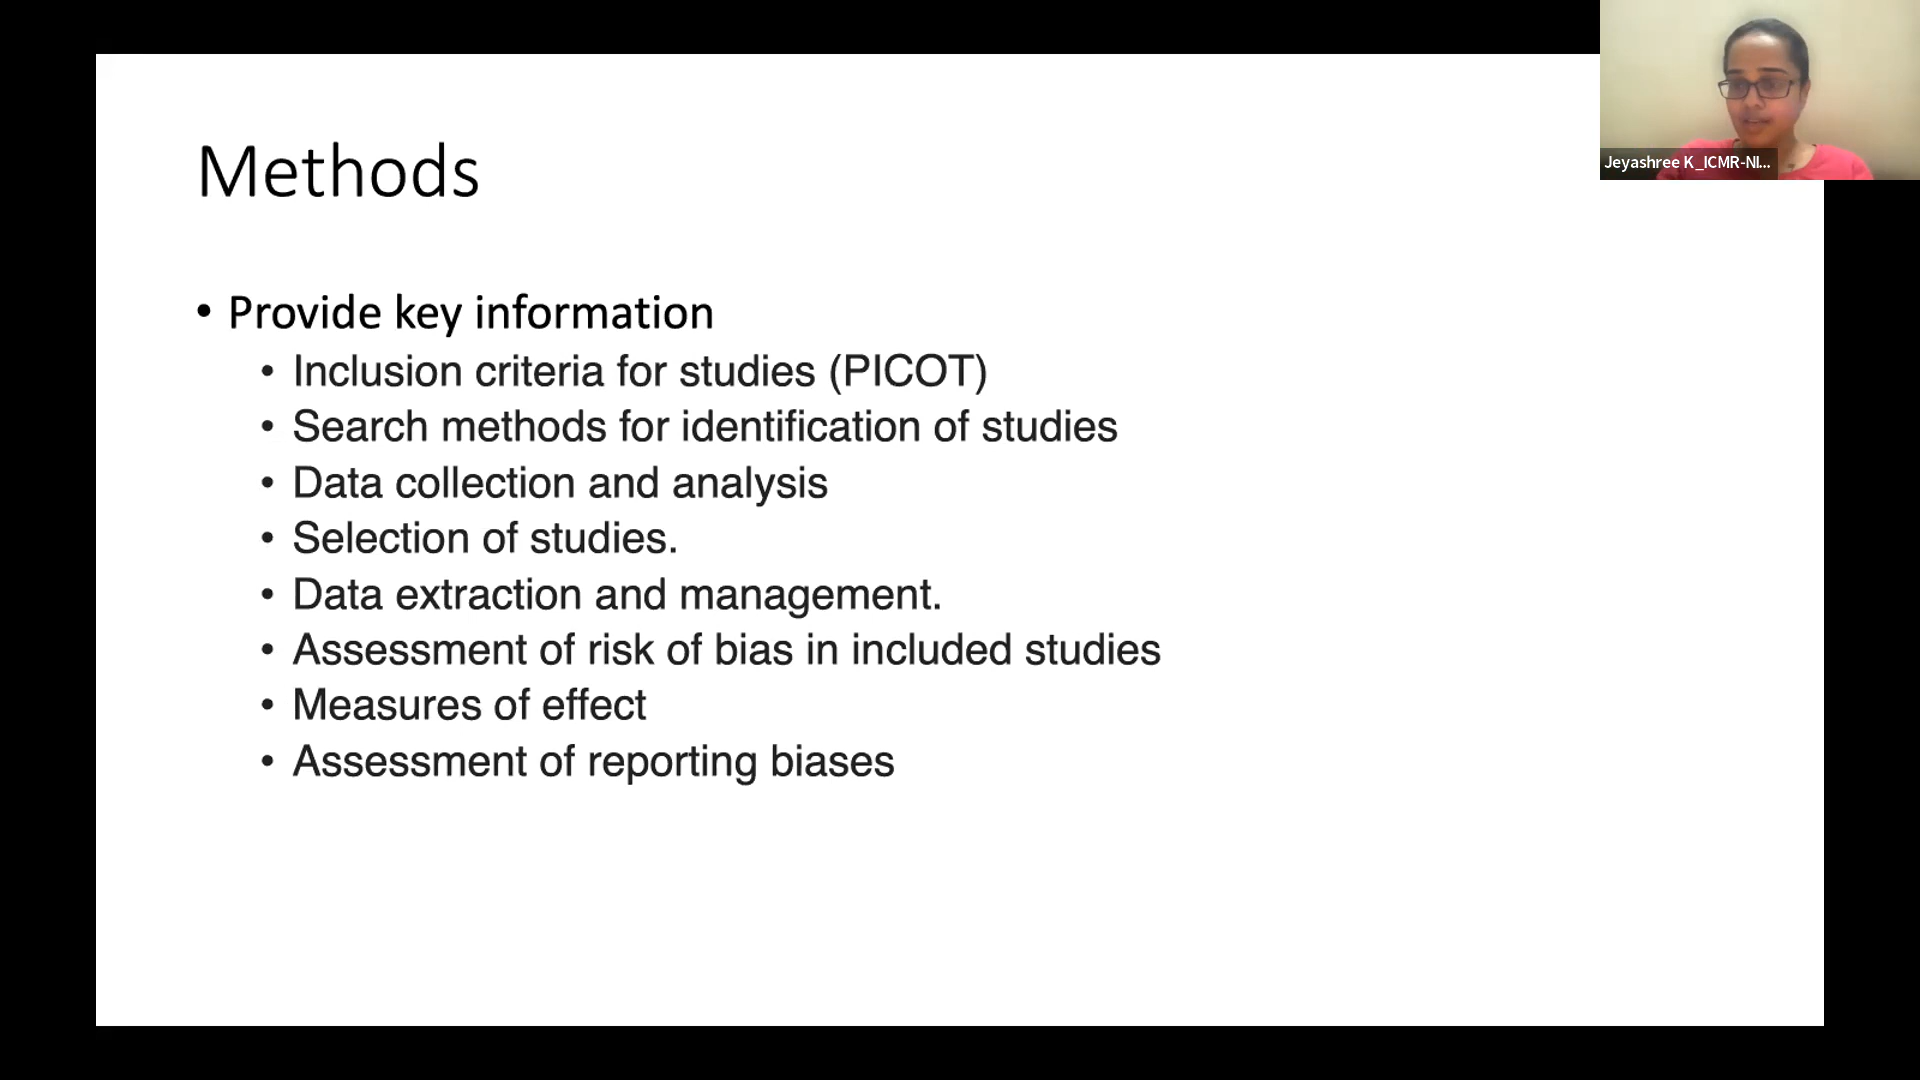 Methods
• Provide key information
• Inclusion criteria for studies (PICOT)
• Search methods for identification of studies
• Data collection and analysis
• Selection of studies.
• Data extraction and management.
• Assessment of risk of bias in included studies
• Measures of effect
• Assessment of reporting biases
Jeyashree K_ICMR-NI...